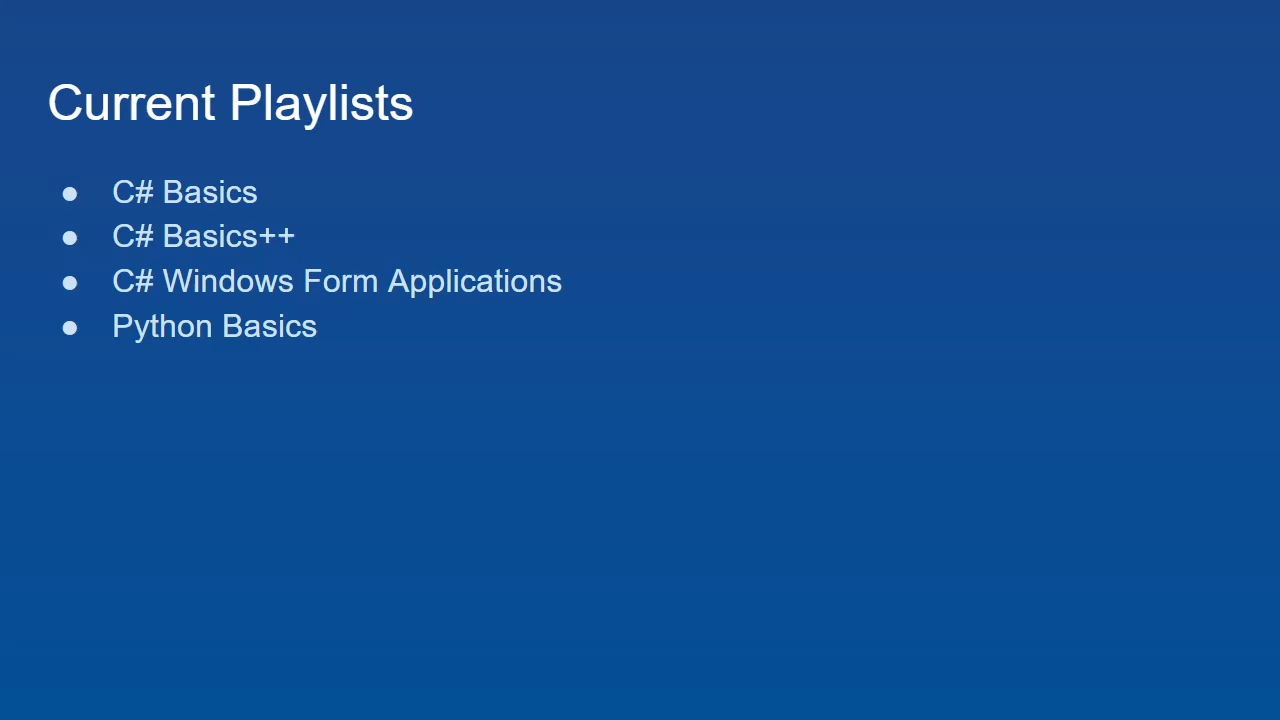 Current Playlists
● C# Basics
● C# Basics++
● C# Windows Form Applications
● Python Basics